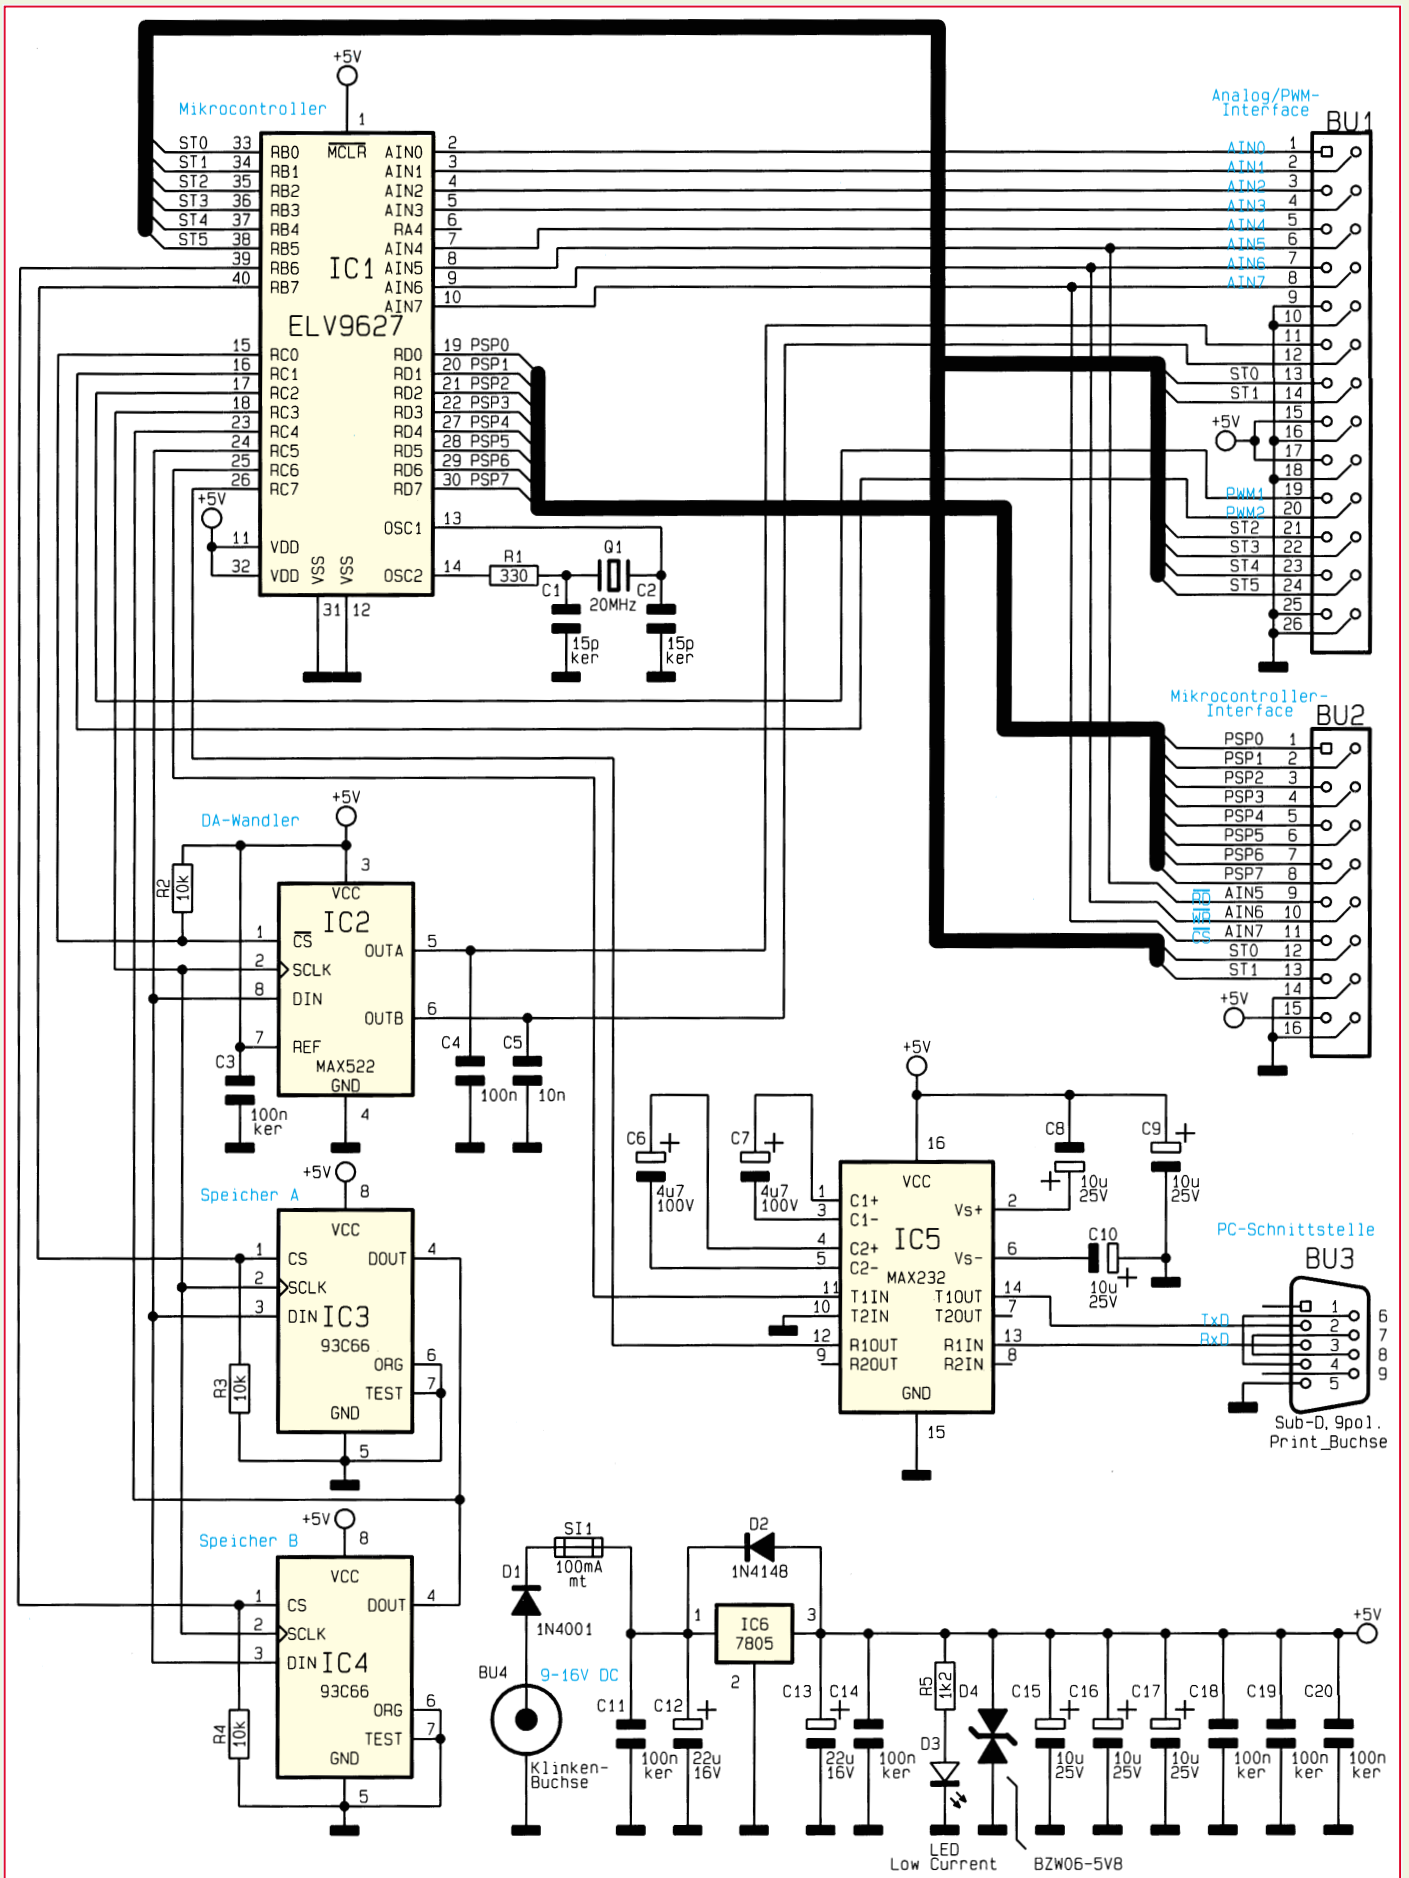 +5V
Mikrocontroller
1
ST0 33 RB0 MCLR AIN0 2
ST1 34 RB1 AIN1 3
ST2 35 RB2 AIN2 4
ST3 36 RB3 AIN3 5
ST4 37 RB4 RA4 6
ST5 38 RB5 AIN4 7
39 RB6 AIN5 8
40 RB7 AIN6 9
AIN7 10
IC1
ELV9627
15 RC0 RD0 19 PSP0
16 RC1 RD1 20 PSP1
17 RC2 RD2 21 PSP2
18 RC3 RD3 22 PSP3
23 RC4 RD4 27 PSP4
24 RC5 RD5 28 PSP5
25 RC6 RD6 29 PSP6
26 RC7 RD7 30 PSP7
+5V
OSC1 13
11 VDD
32 VDD
VSS VSS
OSC2 14
31 12
R1
330
Q1
20MHz
C1
15p
ker
C2
15p
ker
Analog/PWM-
Interface
BU1
AIN0 1
AIN1 2
AIN2 3
AIN3 4
AIN4 5
AIN5 6
AIN6 7
AIN7 8
9
10
11
12
ST0 13
ST1 14
15
+5V
16
17
18
PWM1 19
PWM2 20
ST2 21
ST3 22
ST4 23
ST5 24
25
26
Mikrocontroller-
Interface
BU2
PSP0 1
PSP1 2
PSP2 3
PSP3 4
PSP4 5
PSP5 6
PSP6 7
PSP7 8
RD AIN5 9
WR AIN6 10
CS AIN7 11
ST0 12
ST1 13
14
+5V
15
16
DA-Wandler
+5V
R2
10k
3
VCC
IC2
1 CS OUTA 5
2 SCLK
8 DIN
OUTB 6
7 REF
MAX522
GND
4
C3
100n
ker
C4
100n
C5
10n
Speicher A
+5V
8
VCC
1 CS DOUT 4
2 SCLK
3 DIN
IC3
93C66
ORG 6
TEST 7
GND
5
R3
10k
Speicher B
+5V
8
VCC
1 CS DOUT 4
2 SCLK
3 DIN
IC4
93C66
ORG 6
TEST 7
GND
5
R4
10k
+5V
C6
4u7
100V
C7
4u7
100V
16
VCC
1 C1+
3 C1-
4 C2+
5 C2-
IC5
MAX232
Vs+ 2
Vs- 6
11 T1IN T1OUT 14
10 T2IN T2OUT 7
12 R1OUT R1IN 13
9 R2OUT R2IN 8
GND
15
C8
10u
25V
C9
10u
25V
C10
10u
25V
PC-Schnittstelle
BU3
TxD
RxD
1
2
3
4
5
6
7
8
9
Sub-D,9pol.
Print_Buchse
SI1
100mA
mt
D1
1N4001
BU4
9-16V DC
Klinken-
Buchse
D2
1N4148
1 IC6 3
7805
2
C11
100n
ker
C12
22u
16V
C13
22u
16V
C14
100n
ker
R5
1k2
D3
LED
Low Current
D4
BZW06-5V8
C15
10u
25V
C16
10u
25V
C17
10u
25V
C18
100n
ker
C19
100n
ker
C20
100n
ker
+5V